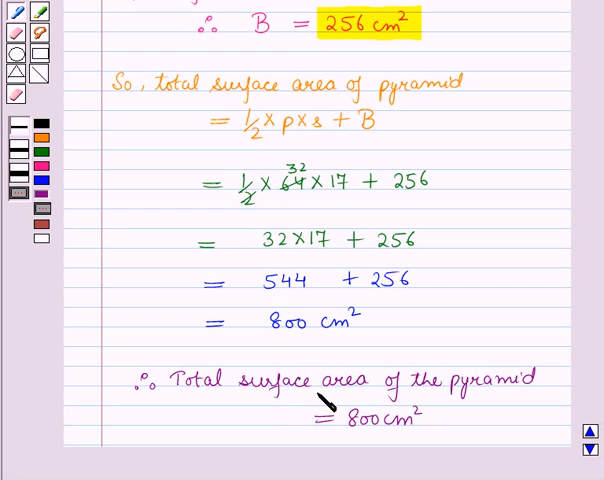 ∴ B = 256 cm²
So, total surface area of pyramid
= 1/2 × p × s + B
= 1/2 × 64 32 × 17 + 256
= 32 × 17 + 256
= 544 + 256
= 800 cm²
∴ Total surface area of the pyramid
= 800 cm²